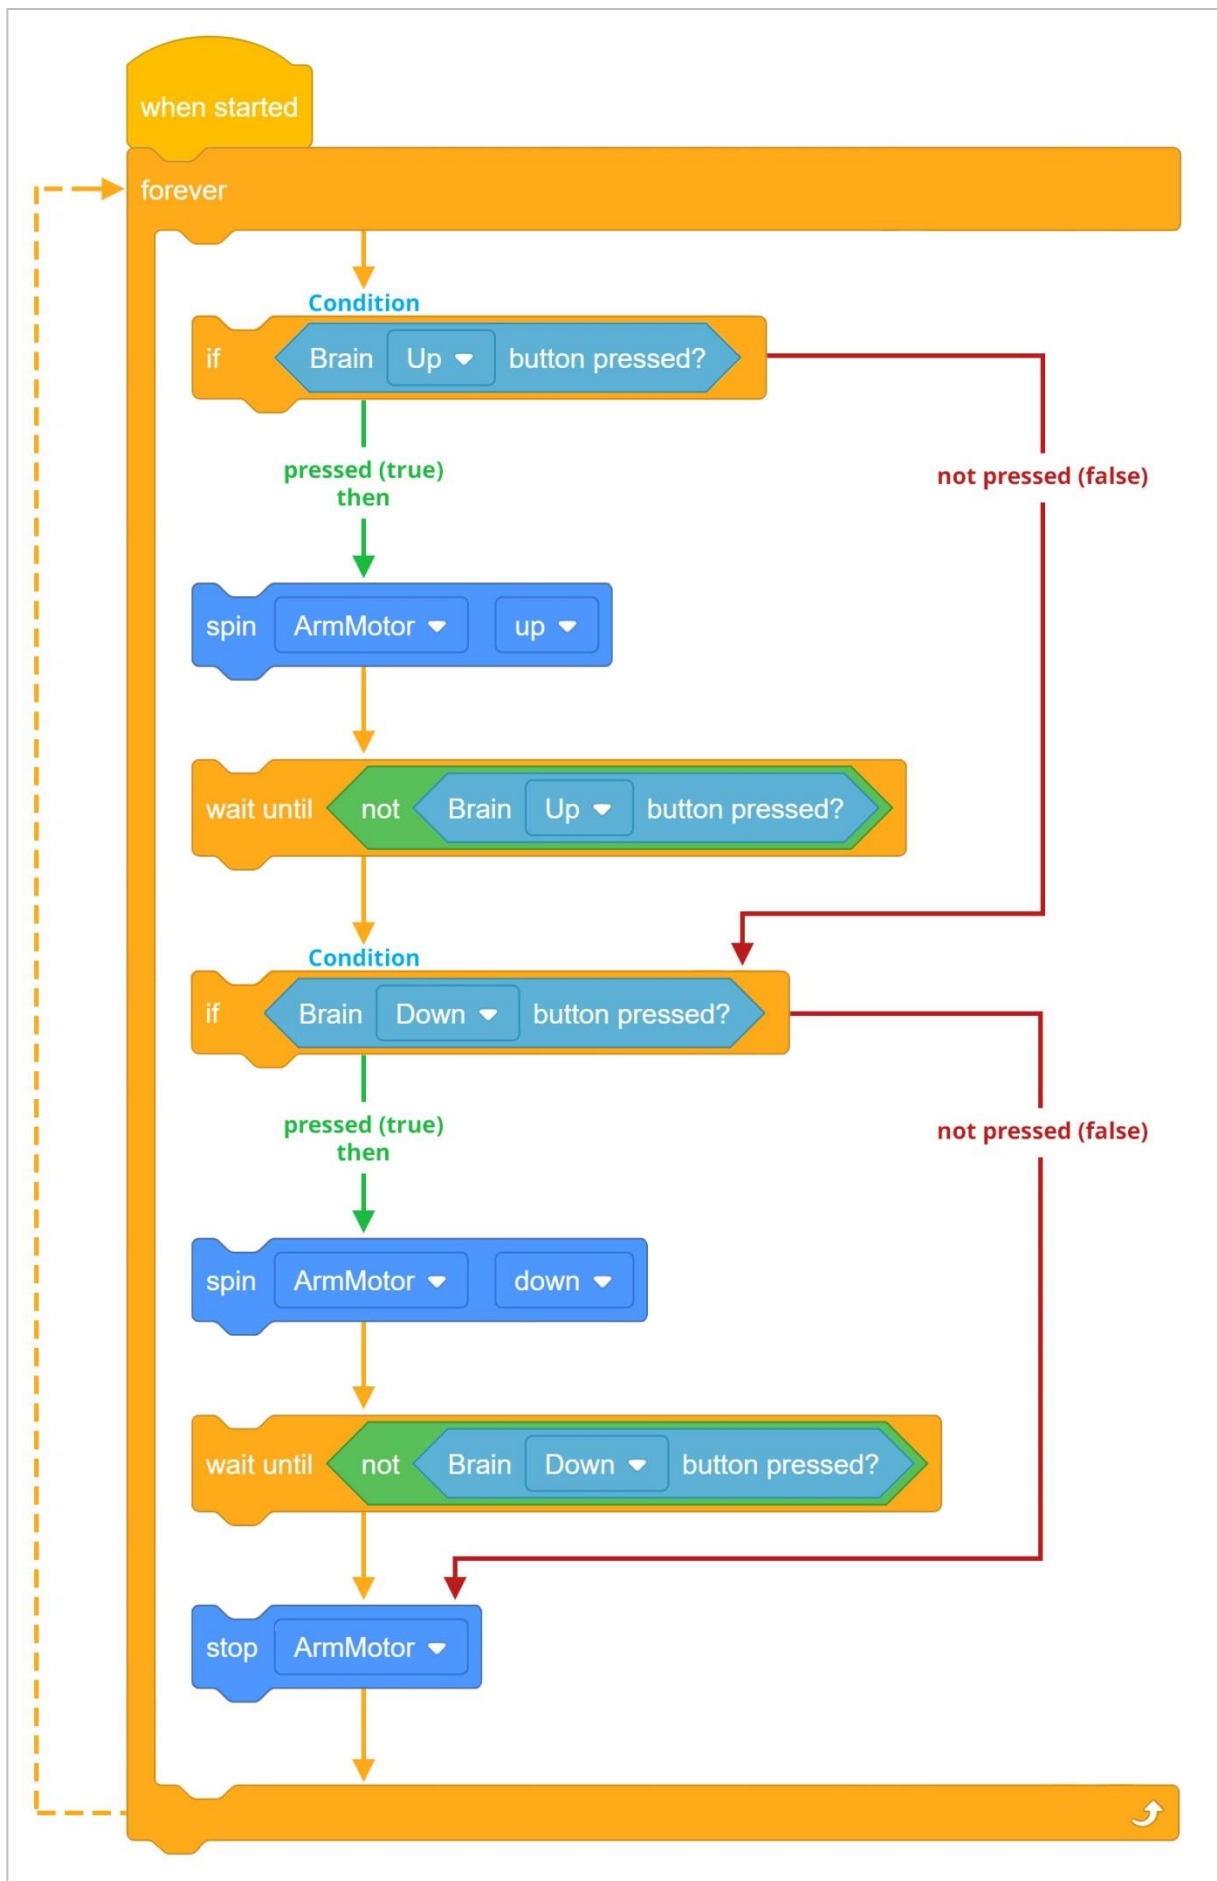 when started
forever
Condition
if Brain Up button pressed?
pressed (true)
then
not pressed (false)
spin ArmMotor up
wait until not Brain Up button pressed?
Condition
if Brain Down button pressed?
pressed (true)
then
not pressed (false)
spin ArmMotor down
wait until not Brain Down button pressed?
stop ArmMotor